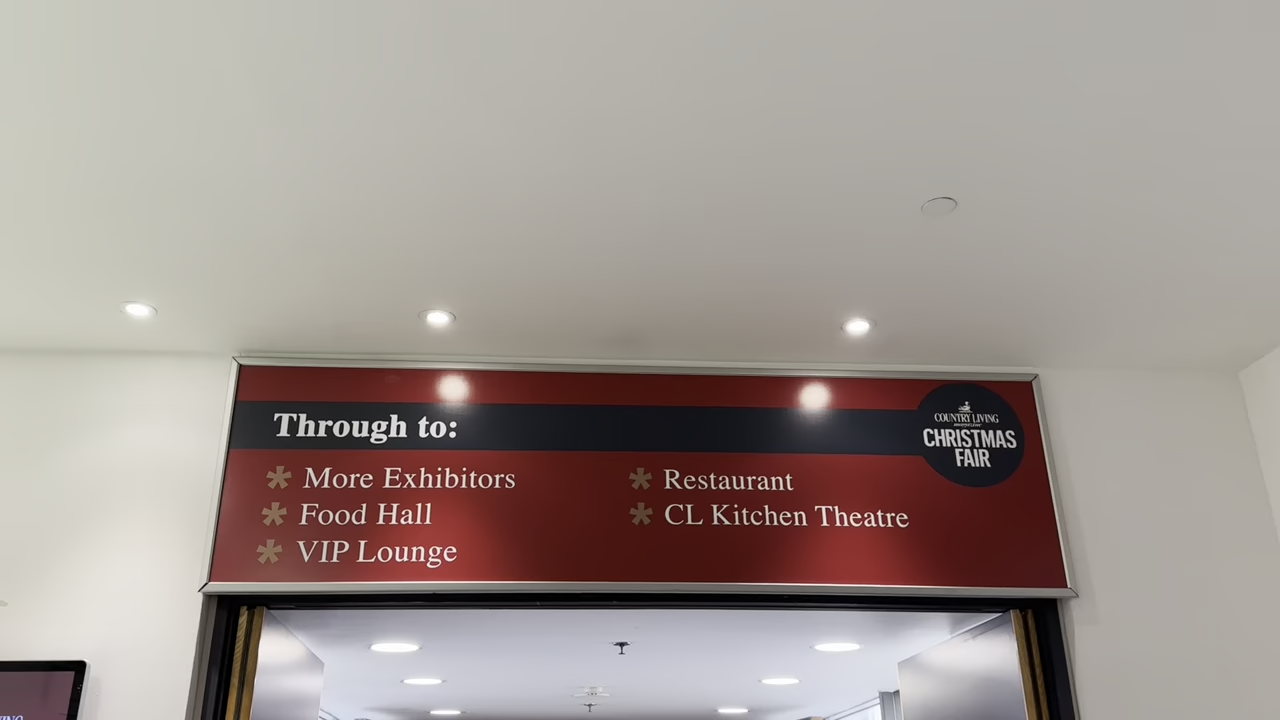 Through to:
More Exhibitors
Food Hall
VIP Lounge
Restaurant
CL Kitchen Theatre
COUNTRY LIVING
CHRISTMAS
FAIR